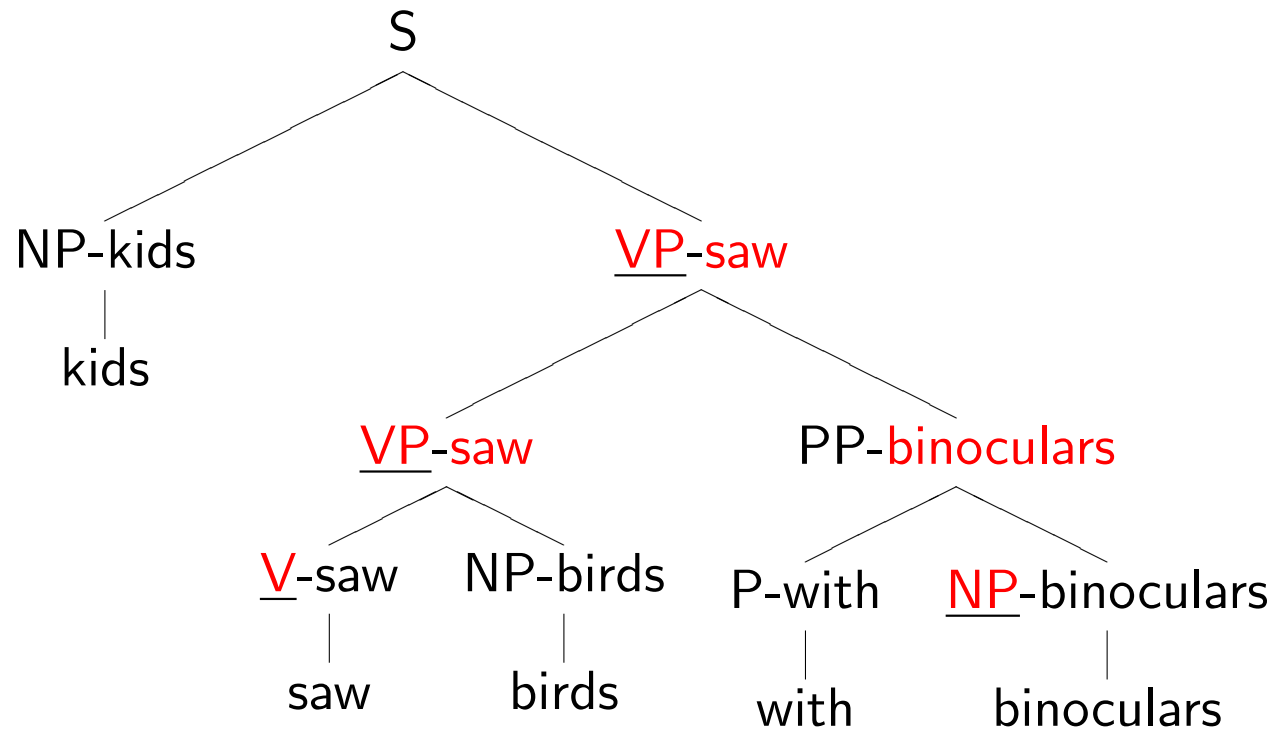 S
NP-kids VP-saw
kids
VP-saw PP-binoculars
V-saw NP-birds P-with NP-binoculars
saw birds with binoculars